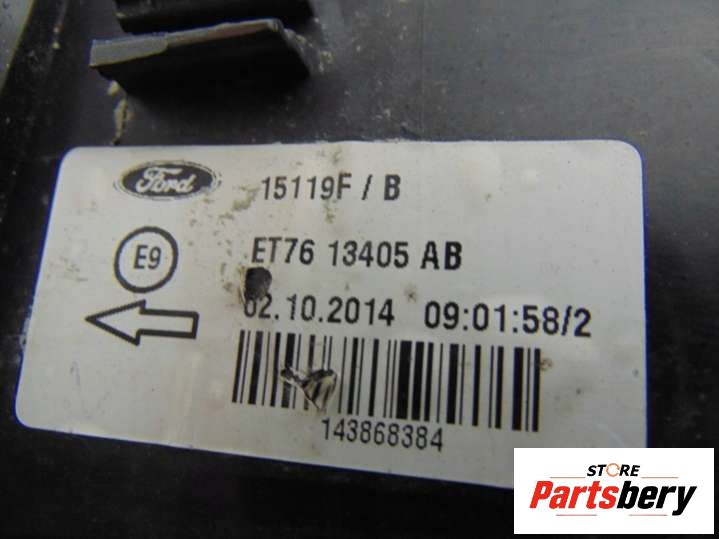 Ford 15119F / B
E9 ET76 13405 AB
02.10.2014 09:01:58/2
143868384
STORE
Partsbery